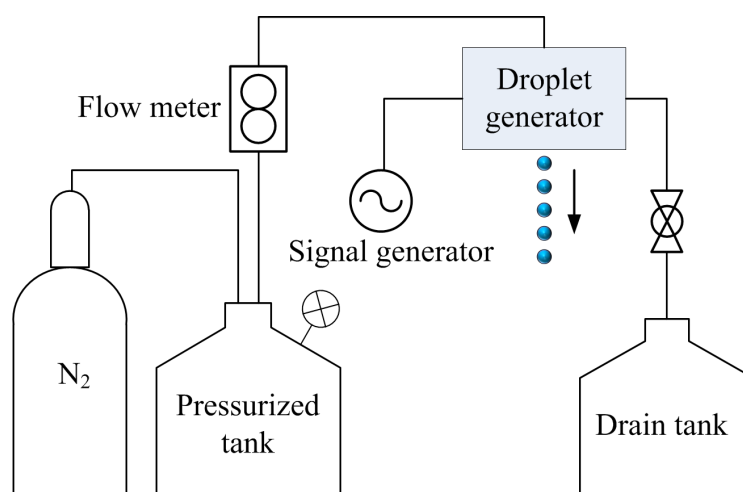 Flow meter
Droplet
generator
Signal generator
N₂
Pressurized
tank
Drain tank